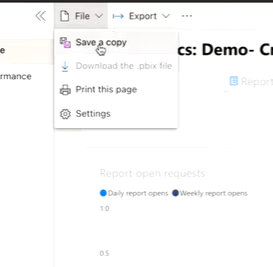 File
Export
Save a copy
cs: Demo- C
e
Download the .pbix file
rmance
Report
Print this page
Settings
Report open requests
Daily report opens Weekly report opens
1.0
0.5